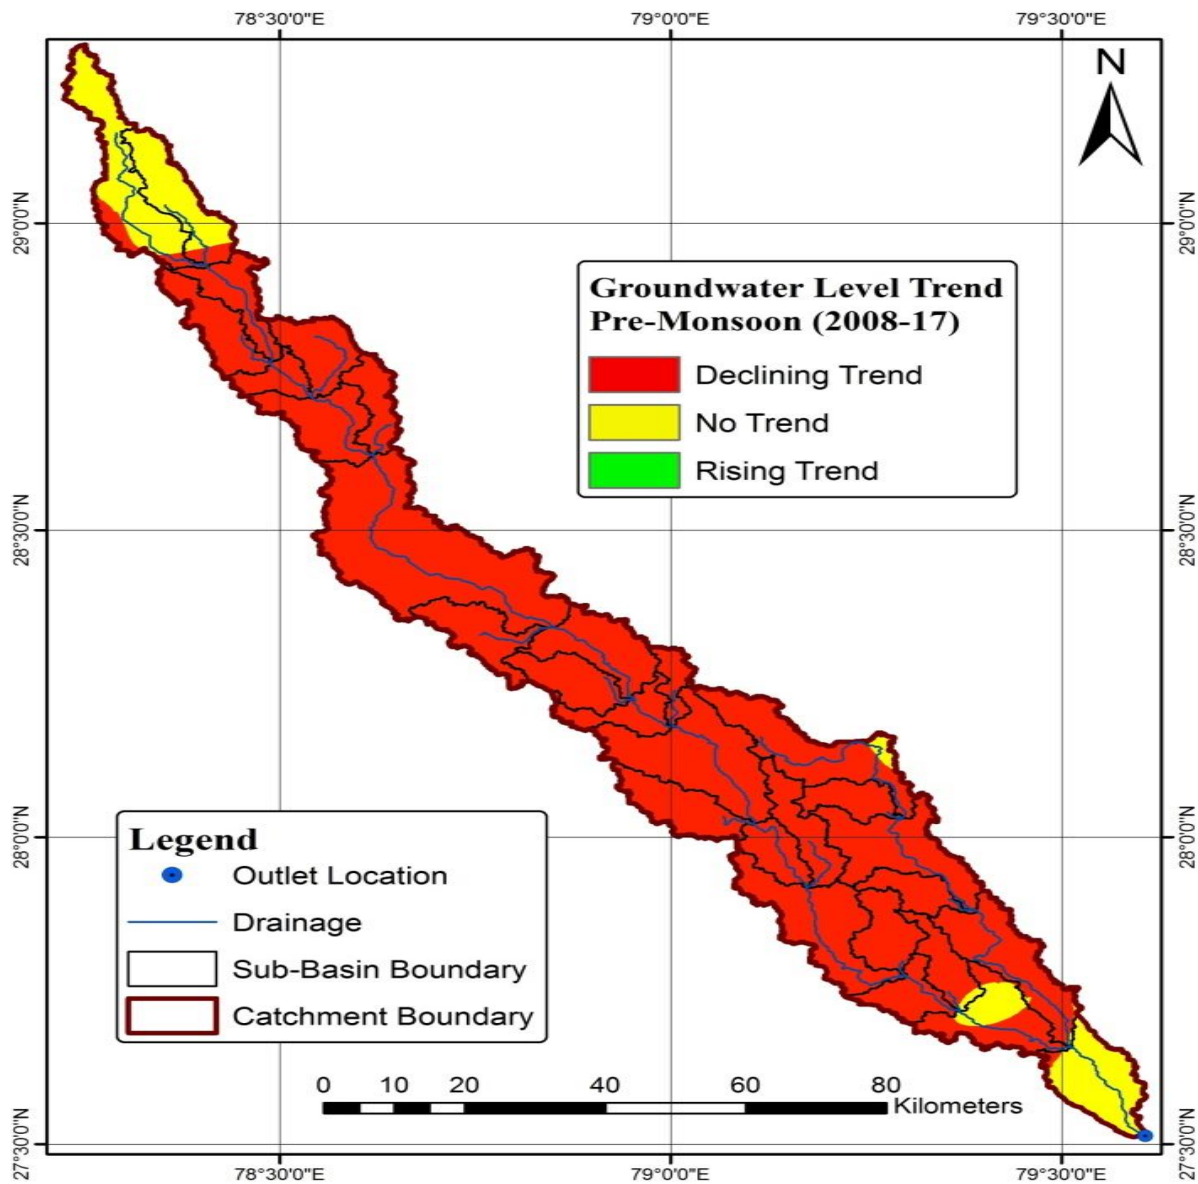 78°30'0"E 79°0'0"E 79°30'0"E
N
29°0'0"N 29°0'0"N
Groundwater Level Trend
Pre-Monsoon (2008-17)
Declining Trend
No Trend
Rising Trend
28°30'0"N 28°30'0"N
28°0'0"N 28°0'0"N
Legend
Outlet Location
Drainage
Sub-Basin Boundary
Catchment Boundary
0 10 20 40 60 80
Kilometers
27°30'0"N 27°30'0"N
78°30'0"E 79°0'0"E 79°30'0"E